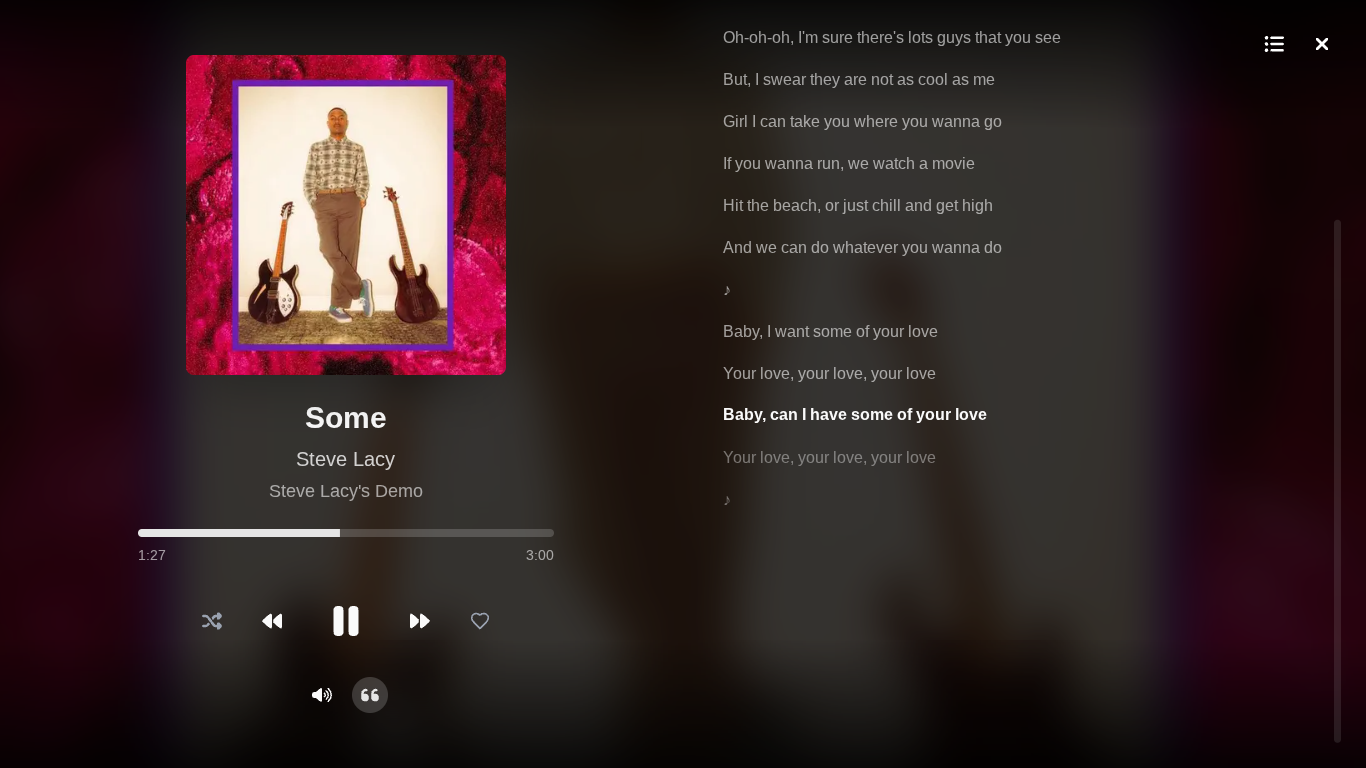 Oh-oh-oh, I'm sure there's lots guys that you see
But, I swear they are not as cool as me
Girl I can take you where you wanna go
If you wanna run, we watch a movie
Hit the beach, or just chill and get high
And we can do whatever you wanna do
♪
Baby, I want some of your love
Your love, your love, your love
Baby, can I have some of your love
Your love, your love, your love
♪
Some
Steve Lacy
Steve Lacy's Demo
1:27
3:00